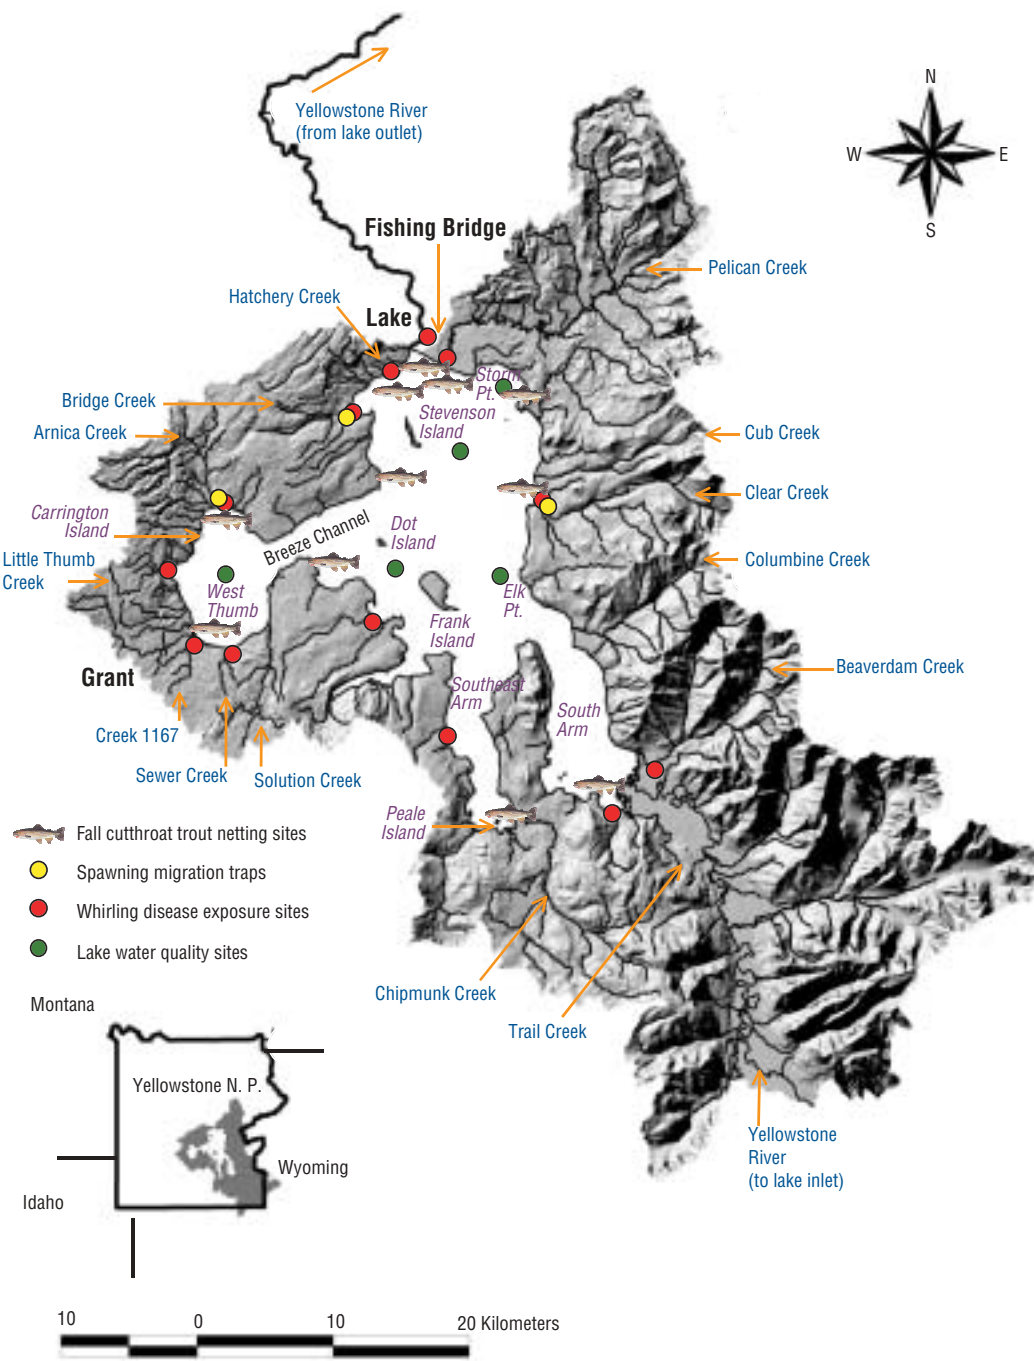 Yellowstone River
(from lake outlet)
N
W
E
S
Fishing Bridge
Pelican Creek
Hatchery Creek
Lake
Storm
Pt.
Bridge Creek
Stevenson
Island
Arnica Creek
Cub Creek
Clear Creek
Carrington
Island
Breeze Channel
Dot
Island
Little Thumb
Creek
Columbine Creek
West
Thumb
Elk
Pt.
Frank
Island
Grant
Beaverdam Creek
Southeast
Arm
South
Arm
Creek 1167
Sewer Creek
Solution Creek
Peale
Island
Fall cutthroat trout netting sites
Spawning migration traps
Whirling disease exposure sites
Lake water quality sites
Chipmunk Creek
Trail Creek
Montana
Yellowstone N. P.
Wyoming
Idaho
Yellowstone
River
(to lake inlet)
10 0 10 20 Kilometers